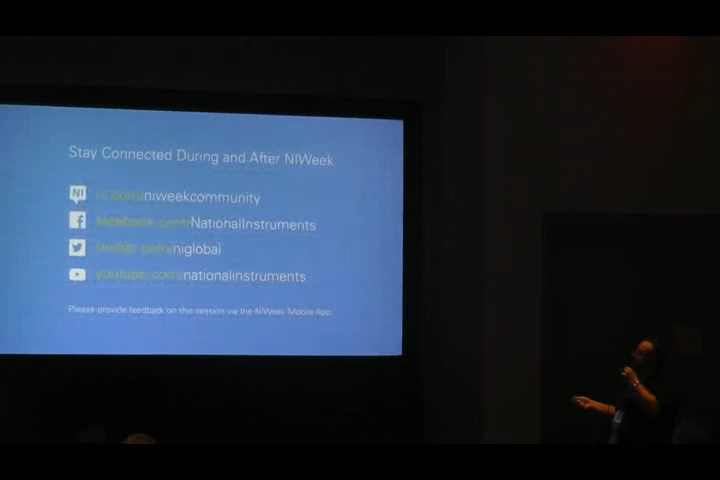 Stay Connected During and After NIWeek
NI ni.com/niweekcommunity
facebook.com/NationalInstruments
twitter.com/niglobal
youtube.com/nationalinstruments
Please provide feedback on this session via the NIWeek Mobile App.